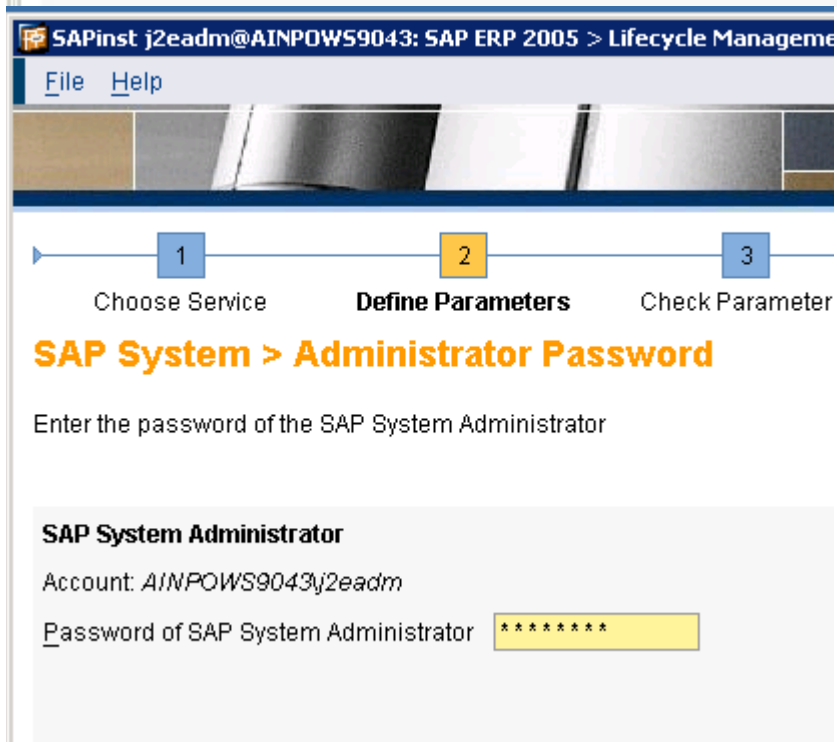 SAPinst j2eadm@AINPOWS9043: SAP ERP 2005 > Lifecycle Manageme
File Help
1 2 3
Choose Service Define Parameters Check Parameter
SAP System > Administrator Password
Enter the password of the SAP System Administrator
SAP System Administrator
Account: AINPOWS9043\j2eadm
Password of SAP System Administrator ********